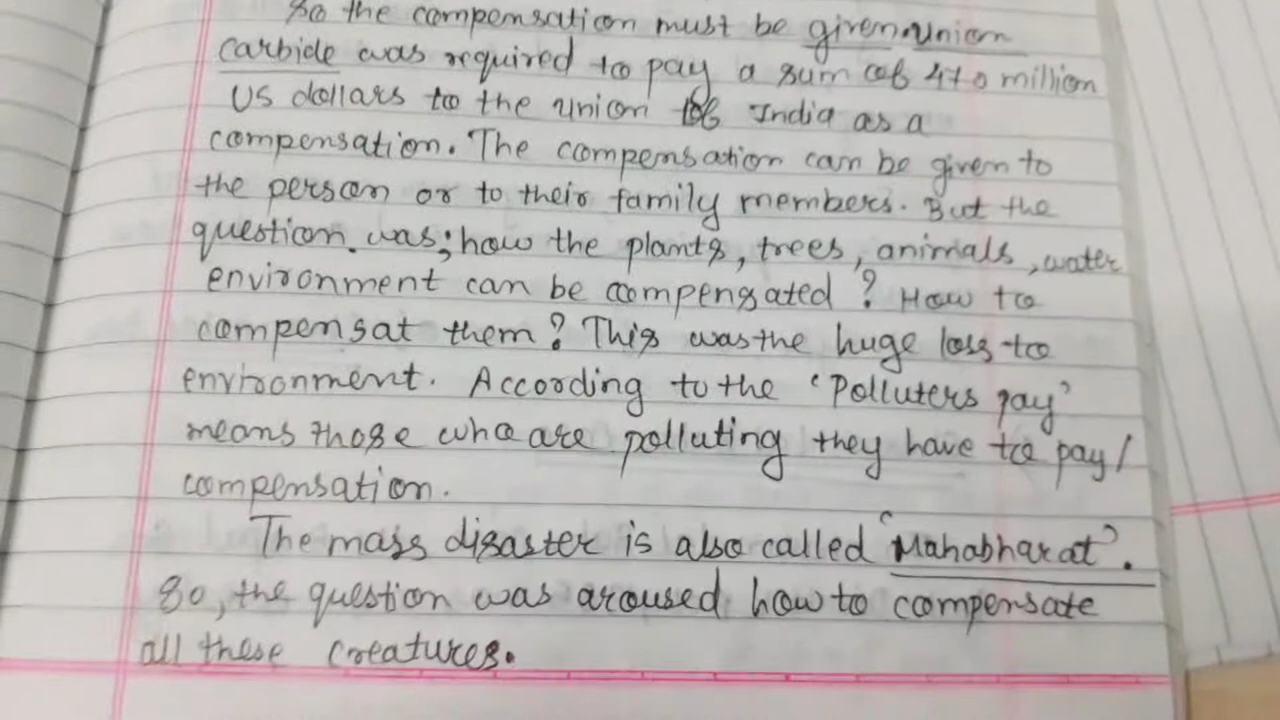 So the compensation must be given. Union
carbide was required to pay a sum of 470 million
US dollars to the union of India as a
compensation. The compensation can be given to
the person or to their family members. But the
question was; how the plants, trees, animals, water
environment can be compensated ? How to
compensat them? This was the huge loss to
environment. According to the 'Polluters pay'
means those who are polluting they have to pay/
compensation.
The mass disaster is also called 'Mahabharat'.
So, the question was aroused how to compensate
all these creatures.